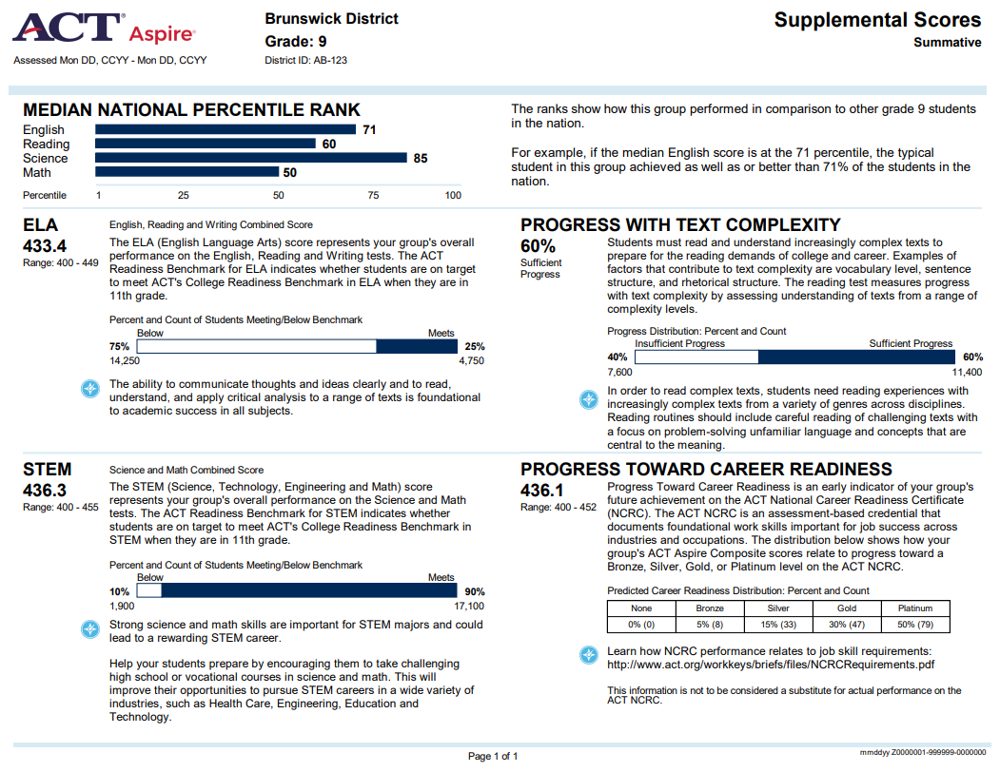 ACT® Aspire®
Assessed Mon DD, CCYY - Mon DD, CCYY
Brunswick District
Grade: 9
District ID: AB-123
Supplemental Scores
Summative
MEDIAN NATIONAL PERCENTILE RANK
English 71
Reading 60
Science 85
Math 50
Percentile 1 25 50 75 100
The ranks show how this group performed in comparison to other grade 9 students
in the nation.
For example, if the median English score is at the 71 percentile, the typical
student in this group achieved as well as or better than 71% of the students in the
nation.
ELA
433.4
Range: 400 - 449
English, Reading and Writing Combined Score
The ELA (English Language Arts) score represents your group's overall
performance on the English, Reading and Writing tests. The ACT
Readiness Benchmark for ELA indicates whether students are on target
to meet ACT's College Readiness Benchmark in ELA when they are in
11th grade.
Percent and Count of Students Meeting/Below Benchmark
Below Meets
75% 25%
14,250 4,750
The ability to communicate thoughts and ideas clearly and to read,
understand, and apply critical analysis to a range of texts is foundational
to academic success in all subjects.
PROGRESS WITH TEXT COMPLEXITY
60%
Sufficient
Progress
Students must read and understand increasingly complex texts to
prepare for the reading demands of college and career. Examples of
factors that contribute to text complexity are vocabulary level, sentence
structure, and rhetorical structure. The reading test measures progress
with text complexity by assessing understanding of texts from a range of
complexity levels.
Progress Distribution: Percent and Count
Insufficient Progress Sufficient Progress
40% 60%
7,600 11,400
In order to read complex texts, students need reading experiences with
increasingly complex texts from a variety of genres across disciplines.
Reading routines should include careful reading of challenging texts with
a focus on problem-solving unfamiliar language and concepts that are
central to the meaning.
STEM
436.3
Range: 400 - 455
Science and Math Combined Score
The STEM (Science, Technology, Engineering and Math) score
represents your group's overall performance on the Science and Math
tests. The ACT Readiness Benchmark for STEM indicates whether
students are on target to meet ACT's College Readiness Benchmark in
STEM when they are in 11th grade.
Percent and Count of Students Meeting/Below Benchmark
Below Meets
10% 90%
1,900 17,100
Strong science and math skills are important for STEM majors and could
lead to a rewarding STEM career.
Help your students prepare by encouraging them to take challenging
high school or vocational courses in science and math. This will
improve their opportunities to pursue STEM careers in a wide variety of
industries, such as Health Care, Engineering, Education and
Technology.
PROGRESS TOWARD CAREER READINESS
436.1
Range: 400 - 452
Progress Toward Career Readiness is an early indicator of your group's
future achievement on the ACT National Career Readiness Certificate
(NCRC). The ACT NCRC is an assessment-based credential that
documents foundational work skills important for job success across
industries and occupations. The distribution below shows how your
group's ACT Aspire Composite scores relate to progress toward a
Bronze, Silver, Gold, or Platinum level on the ACT NCRC.
Predicted Career Readiness Distribution: Percent and Count
None Bronze Silver Gold Platinum
0% (0) 5% (8) 15% (33) 30% (47) 50% (79)
Learn how NCRC performance relates to job skill requirements:
http://www.act.org/workkeys/briefs/files/NCRCRequirements.pdf
This information is not to be considered a substitute for actual performance on the
ACT NCRC.
Page 1 of 1
mmddyy Z0000001-999999-0000000